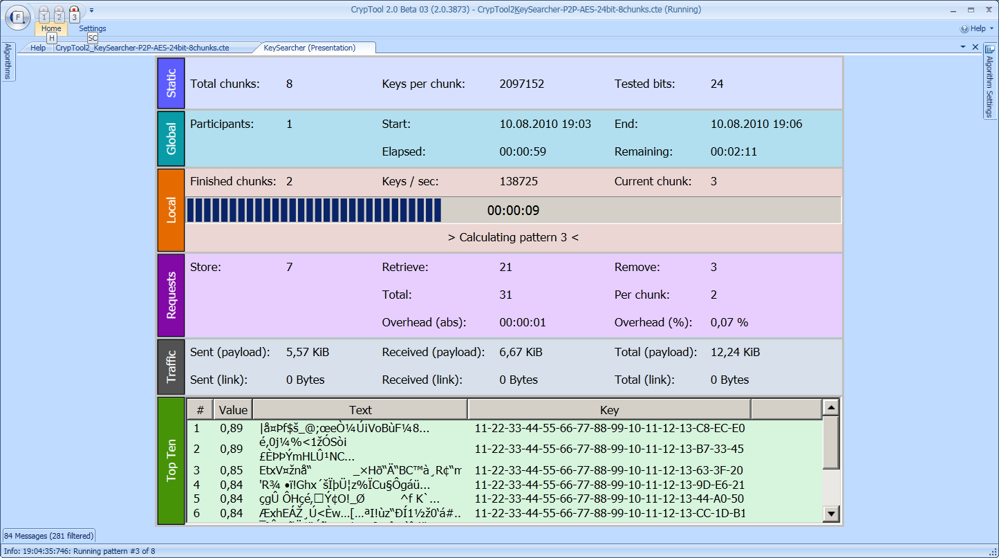 CrypTool 2.0 Beta 03 (2.0.3873) - CrypTool2KeySearcher-P2P-AES-24bit-8chunks.cte (Running)
F
1 2 3
Home Settings
Help
H SC
Help CrypTool2_KeySearcher-P2P-AES-24bit-8chunks.cte KeySearcher (Presentation)
Algorithms
Algorithm Settings
Static
Total chunks: 8 Keys per chunk: 2097152 Tested bits: 24
Global
Participants: 1 Start: 10.08.2010 19:03 End: 10.08.2010 19:06
Elapsed: 00:00:59 Remaining: 00:02:11
Local
Finished chunks: 2 Keys / sec: 138725 Current chunk: 3
00:00:09
> Calculating pattern 3 <
Requests
Store: 7 Retrieve: 21 Remove: 3
Total: 31 Per chunk: 2
Overhead (abs): 00:00:01 Overhead (%): 0,07 %
Traffic
Sent (payload): 5,57 KiB Received (payload): 6,67 KiB Total (payload): 12,24 KiB
Sent (link): 0 Bytes Received (link): 0 Bytes Total (link): 0 Bytes
Top Ten
# Value Text Key
1 0,89 |å¤Þf$š_@;œeÒ¼ÚiVoBùF¼8... 11-22-33-44-55-66-77-88-99-10-11-12-13-C8-EC-E0
2 0,89 é‚0j¼%<1žÓSòi
£ÈÞÞÝmHLÛ¹NC... 11-22-33-44-55-66-77-88-99-10-11-12-13-B7-33-45
3 0,85 EtxV¤žnå“ _×Hð“Ä“BC™à¸R¢“m 11-22-33-44-55-66-77-88-99-10-11-12-13-63-3F-20
4 0,84 'R¾ •ï!Ghx´šÏþÜ¦z%ÏCu§Ôgáü... 11-22-33-44-55-66-77-88-99-10-11-12-13-9D-E6-21
5 0,84 çgÛ ÔHçé‚□Ý¢O!_Ø ^f K`... 11-22-33-44-55-66-77-88-99-10-11-12-13-44-A0-50
6 0,84 ÆxhEÁŽ¸Ú<Èw...[...ªI!ùz“ÐÍ1½ž0‘á#.. 11-22-33-44-55-66-77-88-99-10-11-12-13-CC-1D-B1
84 Messages (281 filtered)
Info: 19:04:35:746: Running pattern #3 of 8